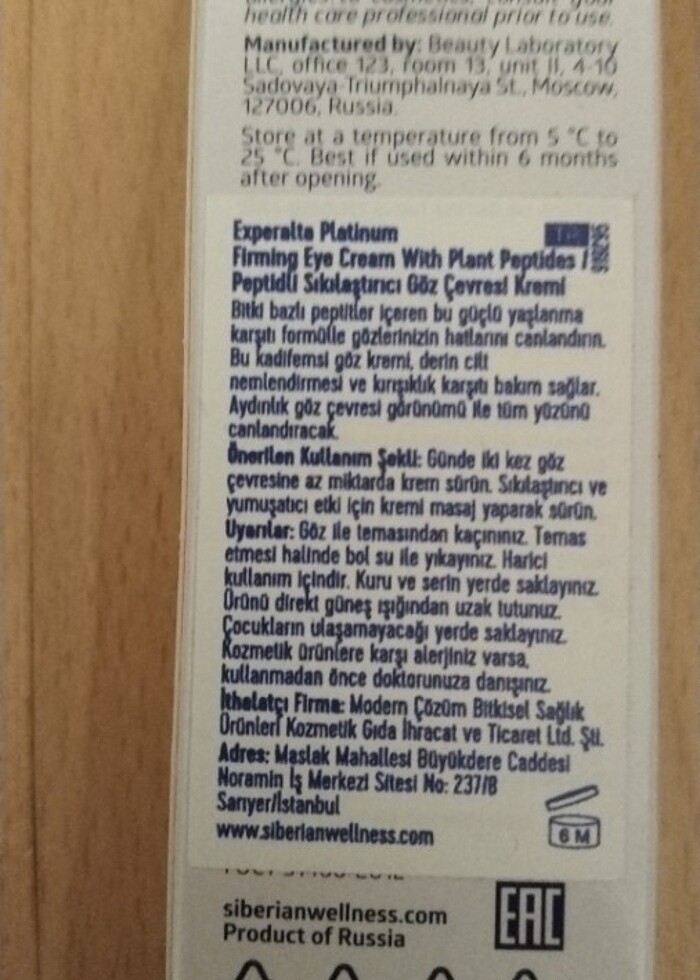 health care professional prior to use.
Manufactured by: Beauty Laboratory
LLC, office 123, room 13, unit II, 4-10
Sadovaya-Triumphalnaya St., Moscow,
127006, Russia.
Store at a temperature from 5 °C to
25 °C. Best if used within 6 months
after opening.
Experalta Platinum
TR
Firming Eye Cream With Plant Peptides /
Peptidli Sıkılaştırıcı Göz Çevresi Kremi
Bitki bazlı peptitler içeren bu güçlü yaşlanma
karşıtı formülle gözlerinizin hatlarını canlandırın.
Bu kadifemsi göz kremi, derin cilt
nemlendirmesi ve kırışıklık karşıtı bakım sağlar.
Aydınlık göz çevresi görünümü ile tüm yüzünü
canlandıracak.
Önerilen Kullanım Şekli: Günde iki kez göz
çevresine az miktarda krem sürün. Sıkılaştırıcı ve
yumuşatıcı etki için kremi masaj yaparak sürün.
Uyarılar: Göz ile temasından kaçınınız. Temas
etmesi halinde bol su ile yıkayınız. Harici
kullanım içindir. Kuru ve serin yerde saklayınız.
Ürünü direkt güneş ışığından uzak tutunuz.
Çocukların ulaşamayacağı yerde saklayınız.
Kozmetik ürünlere karşı alerjiniz varsa,
kullanmadan önce doktorunuza danışınız.
İthalatçı Firma: Modern Çözüm Bitkisel Sağlık
Ürünleri Kozmetik Gıda İhracat ve Ticaret Ltd. Şti.
Adres: Maslak Mahallesi Büyükdere Caddesi
Noramin İş Merkezi Sitesi No: 237/B
Sarıyer/İstanbul
www.siberianwellness.com
6 M
siberianwellness.com
Product of Russia
EAC